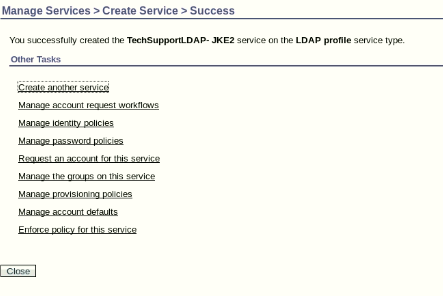 Manage Services > Create Service > Success
You successfully created the TechSupportLDAP- JKE2 service on the LDAP profile service type.
Other Tasks
Create another service
Manage account request workflows
Manage identity policies
Manage password policies
Request an account for this service
Manage the groups on this service
Manage provisioning policies
Manage account defaults
Enforce policy for this service
Close